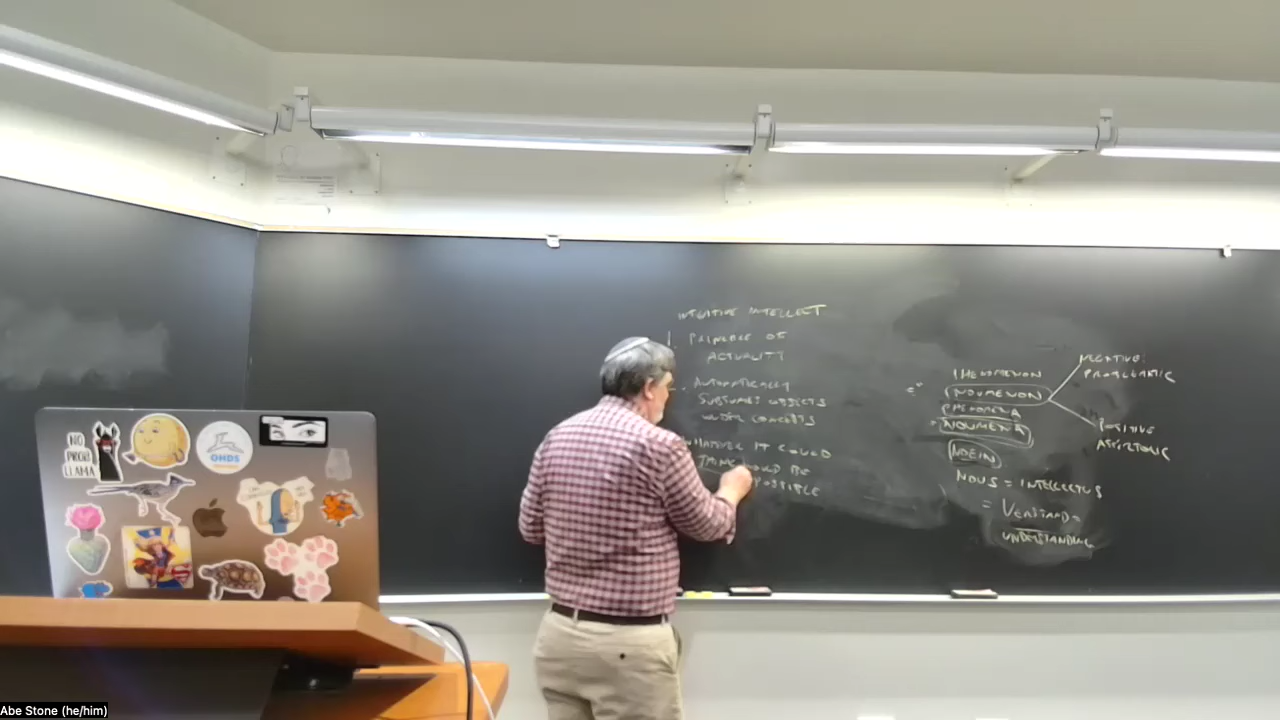 NO
PROB
LLAMA
OHDS
INTUITIVE INTELLECT
1. PRINCIPLE OF
ACTUALITY
AUTOMATICALLY
SUBSUMES OBJECTS
UNDER CONCEPTS
WHATEVER IT COULD
THINK WOULD BE
POSSIBLE
PHENOMENON
NOUMENON
PHENOMENA
NOUMENA
NOEIN
NOUS = INTELLECTUS
= VERSTAND =
UNDERSTANDING
NEGATIVE:
PROBLEMATIC
POSITIVE
ASSERTORIC
Abe Stone (he/him)